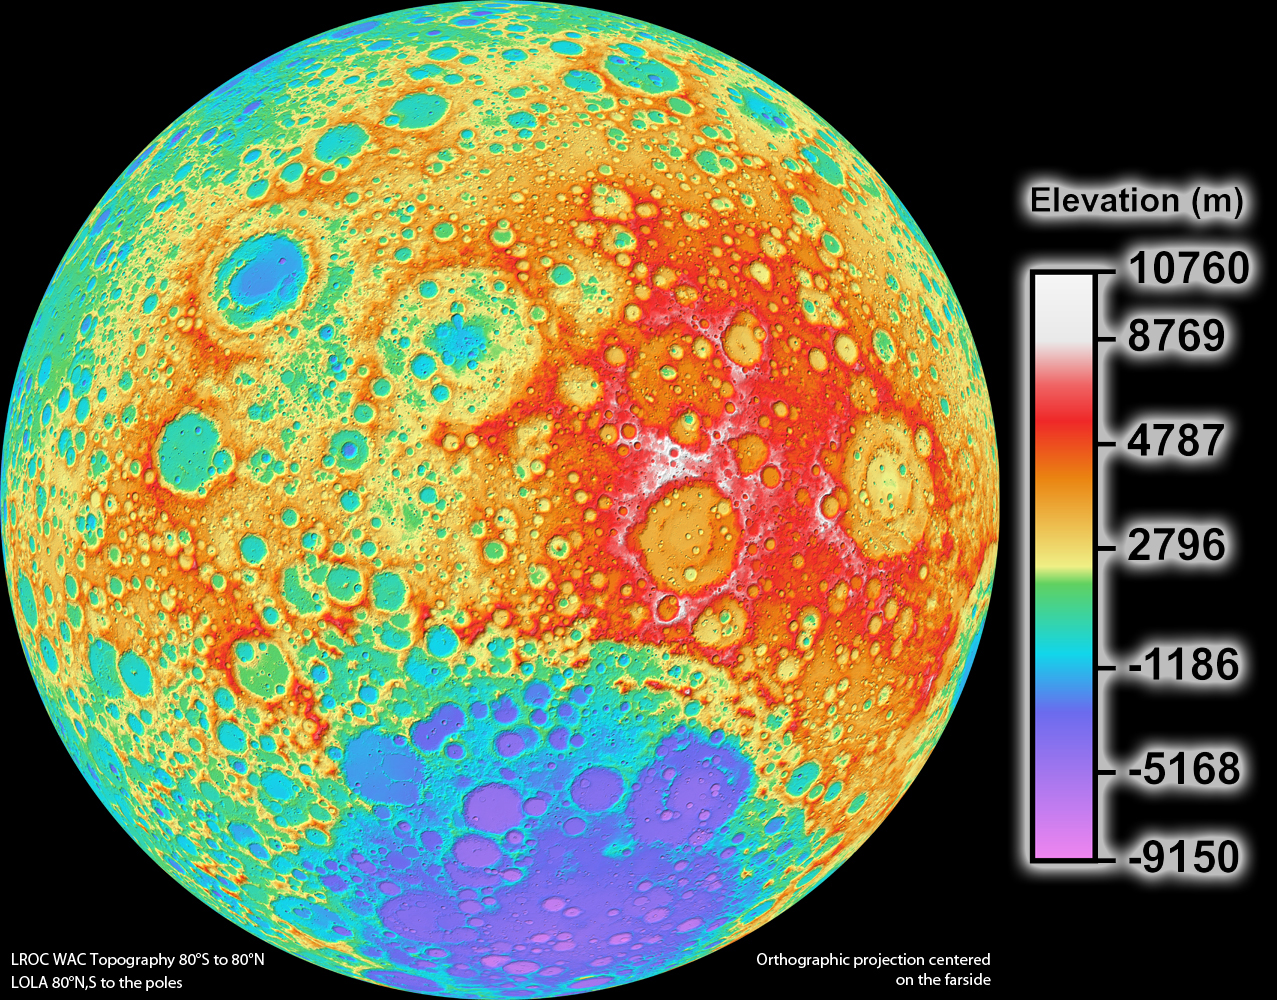 Elevation (m)
10760
8769
4787
2796
-1186
-5168
-9150
LROC WAC Topography 80°S to 80°N
LOLA 80°N,S to the poles
Orthographic projection centered
on the farside